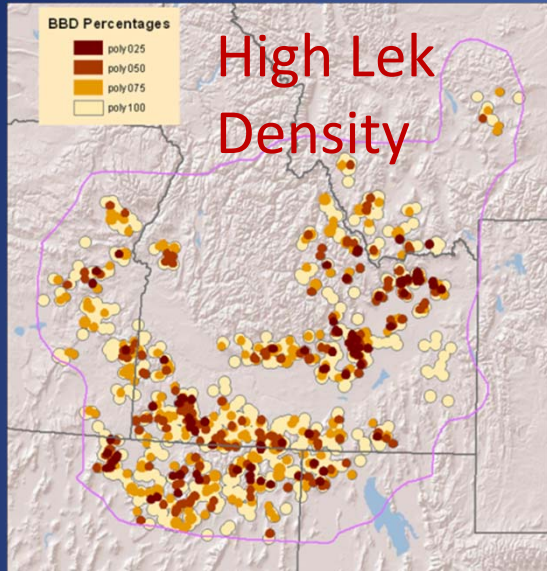 BBD Percentages
poly025
poly050
poly075
poly100
High Lek
Density